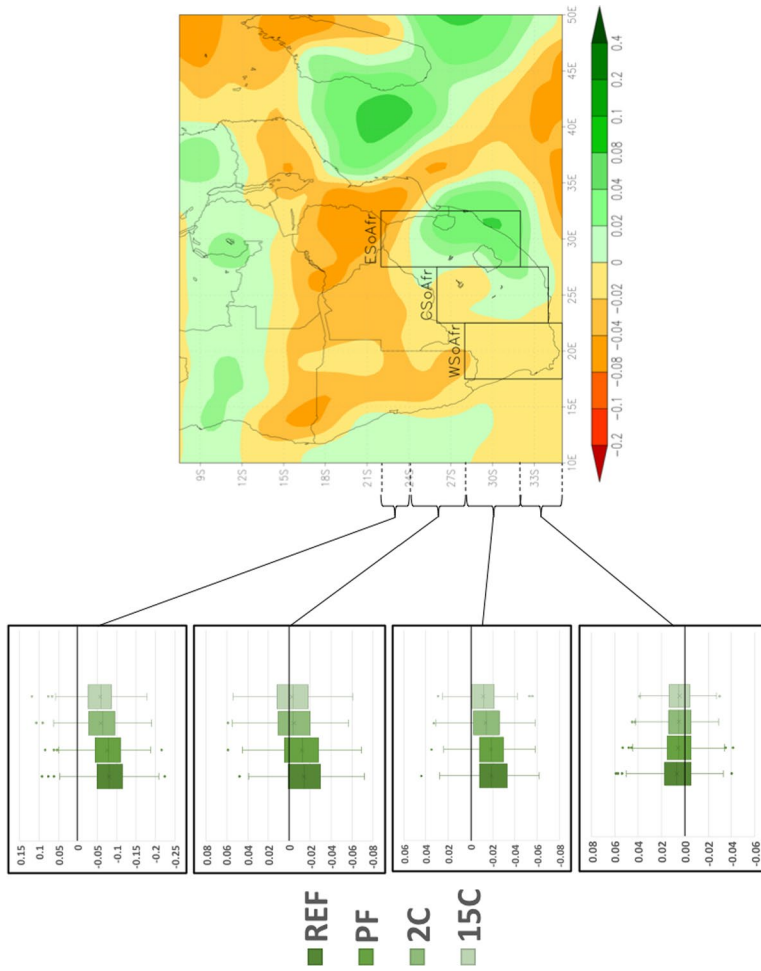 REF
PF
2C
15C
0.08
0.06
0.04
0.02
0.00
-0.02
-0.04
-0.06
0.08
0.06
0.04
0.02
0
-0.02
-0.04
-0.06
-0.08
0.08
0.06
0.04
0.02
0
-0.02
-0.04
-0.06
-0.08
0.15
0.1
0.05
0
-0.05
-0.1
-0.15
-0.2
-0.25
9S
12S
15S
18S
21S
24S
27S
30S
33S
WSoAfr
CSoAfr
ESoAfr
10E 15E 20E 25E 30E 35E 40E 45E 50E
-0.2 -0.1 -0.08 -0.04 -0.02 0 0.02 0.04 0.08 0.1 0.2 0.4